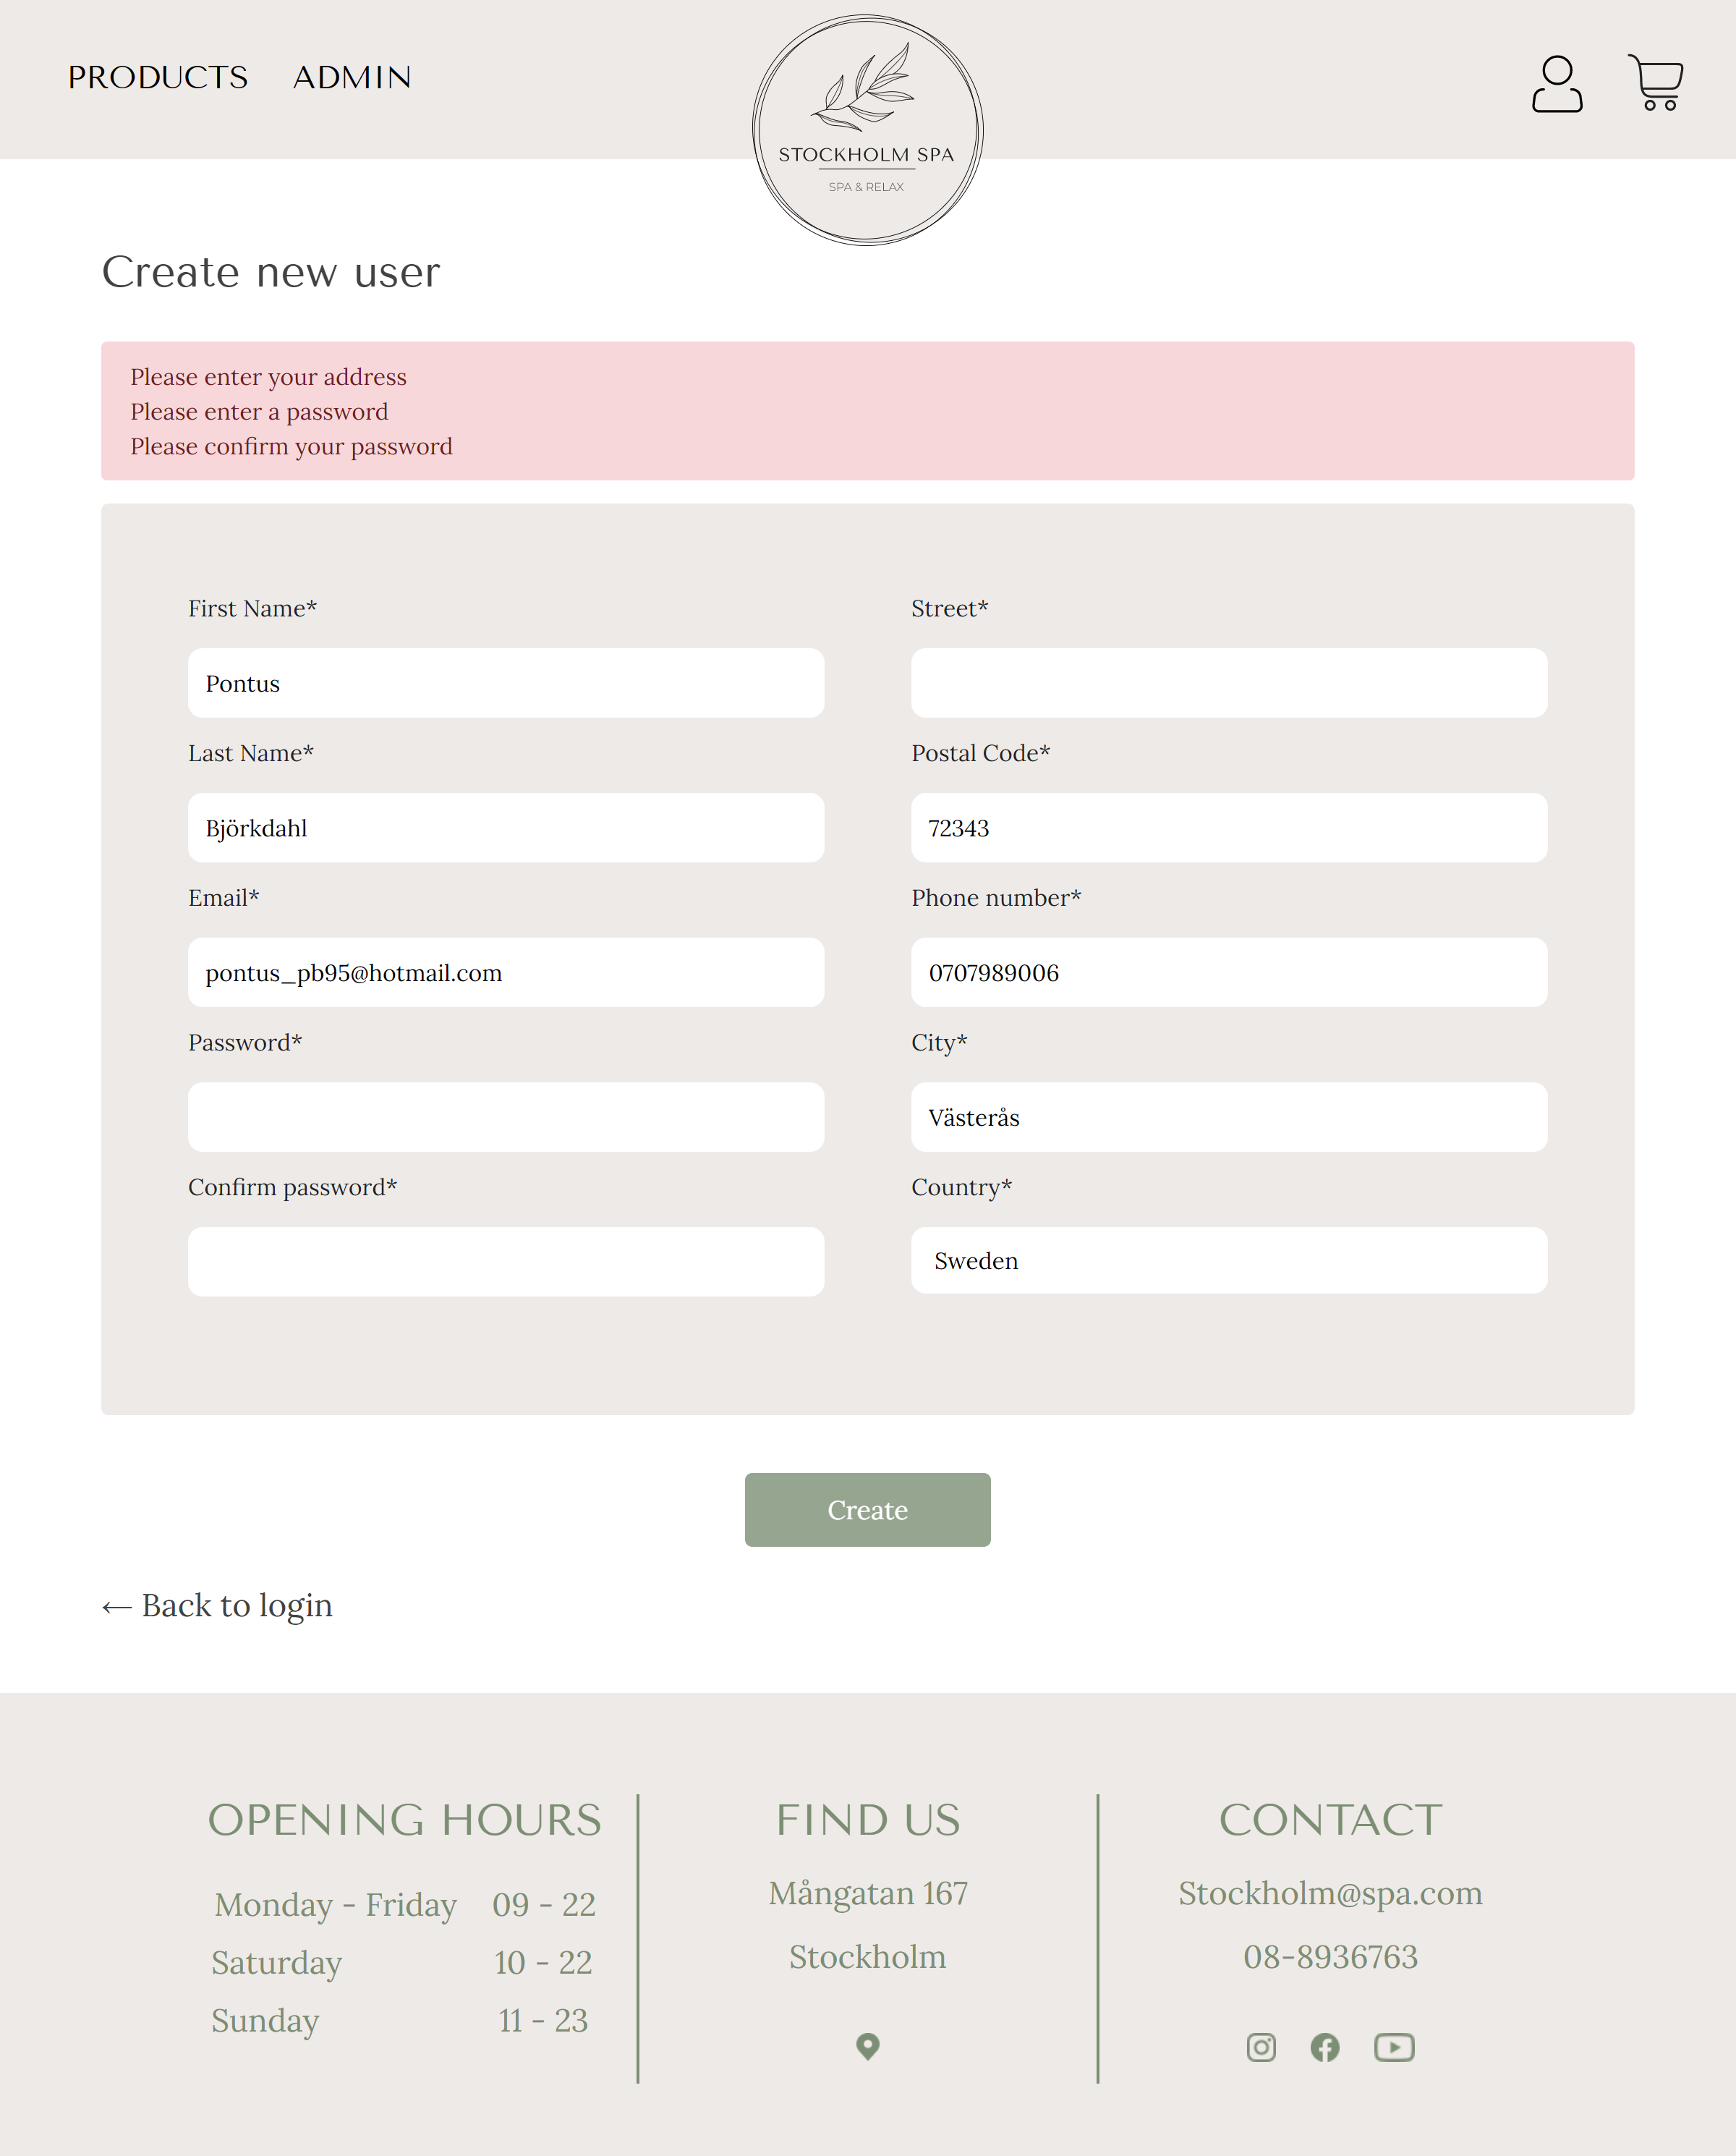 PRODUCTS ADMIN
STOCKHOLM SPA
SPA & RELAX
Create new user
Please enter your address
Please enter a password
Please confirm your password
First Name*
Pontus
Last Name*
Björkdahl
Email*
pontus_pb95@hotmail.com
Password*
Confirm password*
Street*
Postal Code*
72343
Phone number*
0707989006
City*
Västerås
Country*
Sweden
Create
← Back to login
OPENING HOURS
Monday - Friday 09 - 22
Saturday 10 - 22
Sunday 11 - 23
FIND US
Mångatan 167
Stockholm
CONTACT
Stockholm@spa.com
08-8936763